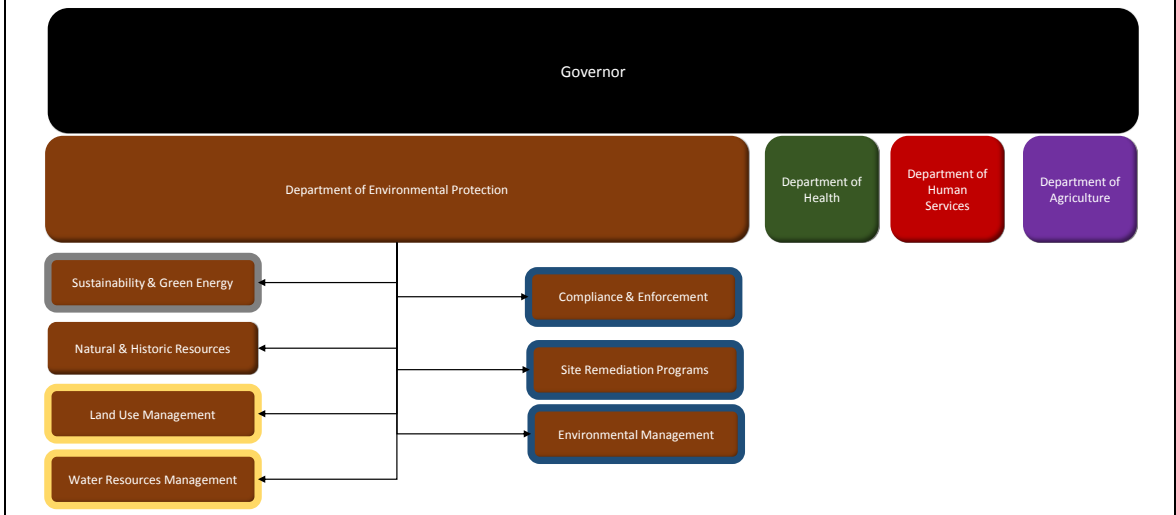 Governor
Department of Environmental Protection
Department of
Health
Department of
Human
Services
Department of
Agriculture
Sustainability & Green Energy
Natural & Historic Resources
Land Use Management
Water Resources Management
Compliance & Enforcement
Site Remediation Programs
Environmental Management